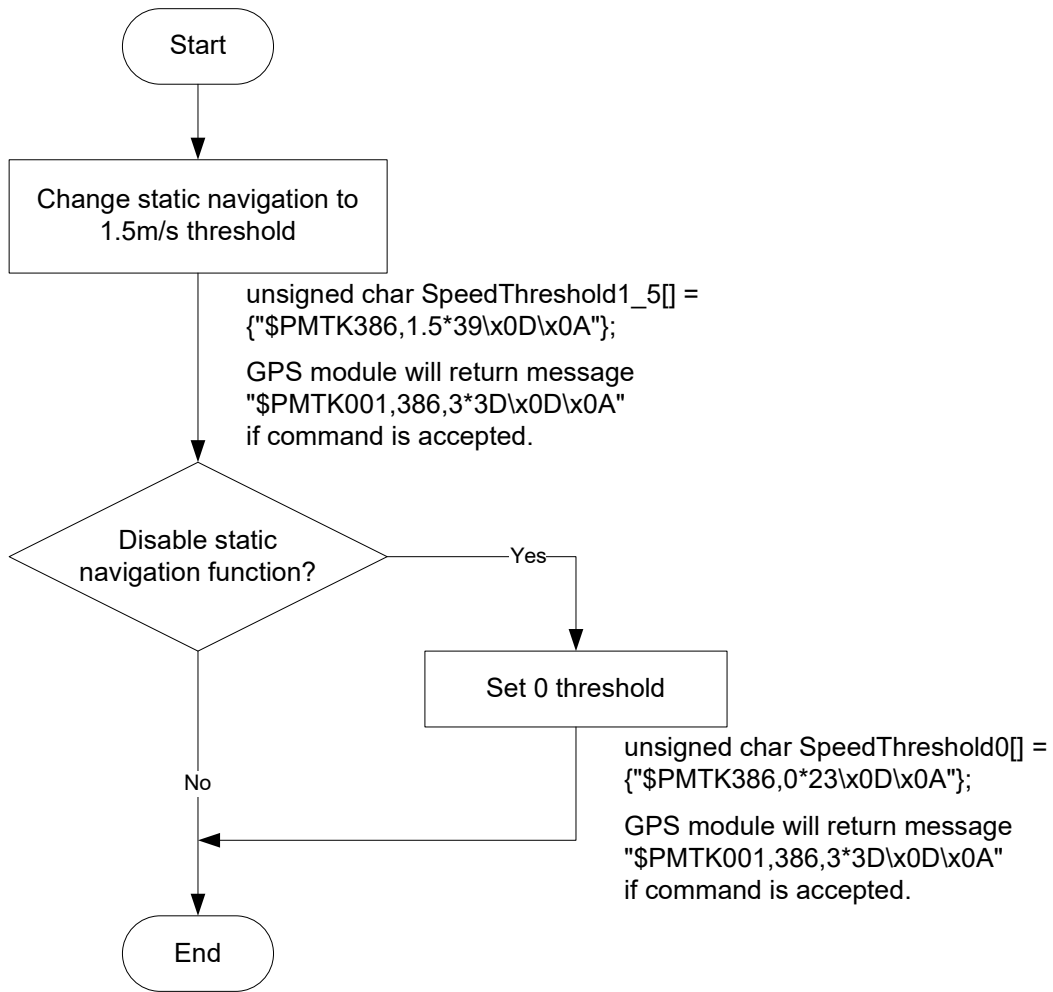 Start
Change static navigation to
1.5m/s threshold
unsigned char SpeedThreshold1_5[] =
{"$PMTK386,1.5*39\x0D\x0A"};
GPS module will return message
"$PMTK001,386,3*3D\x0D\x0A"
if command is accepted.
Disable static
navigation function?
Yes
Set 0 threshold
unsigned char SpeedThreshold0[] =
{"$PMTK386,0*23\x0D\x0A"};
No
GPS module will return message
"$PMTK001,386,3*3D\x0D\x0A"
if command is accepted.
End